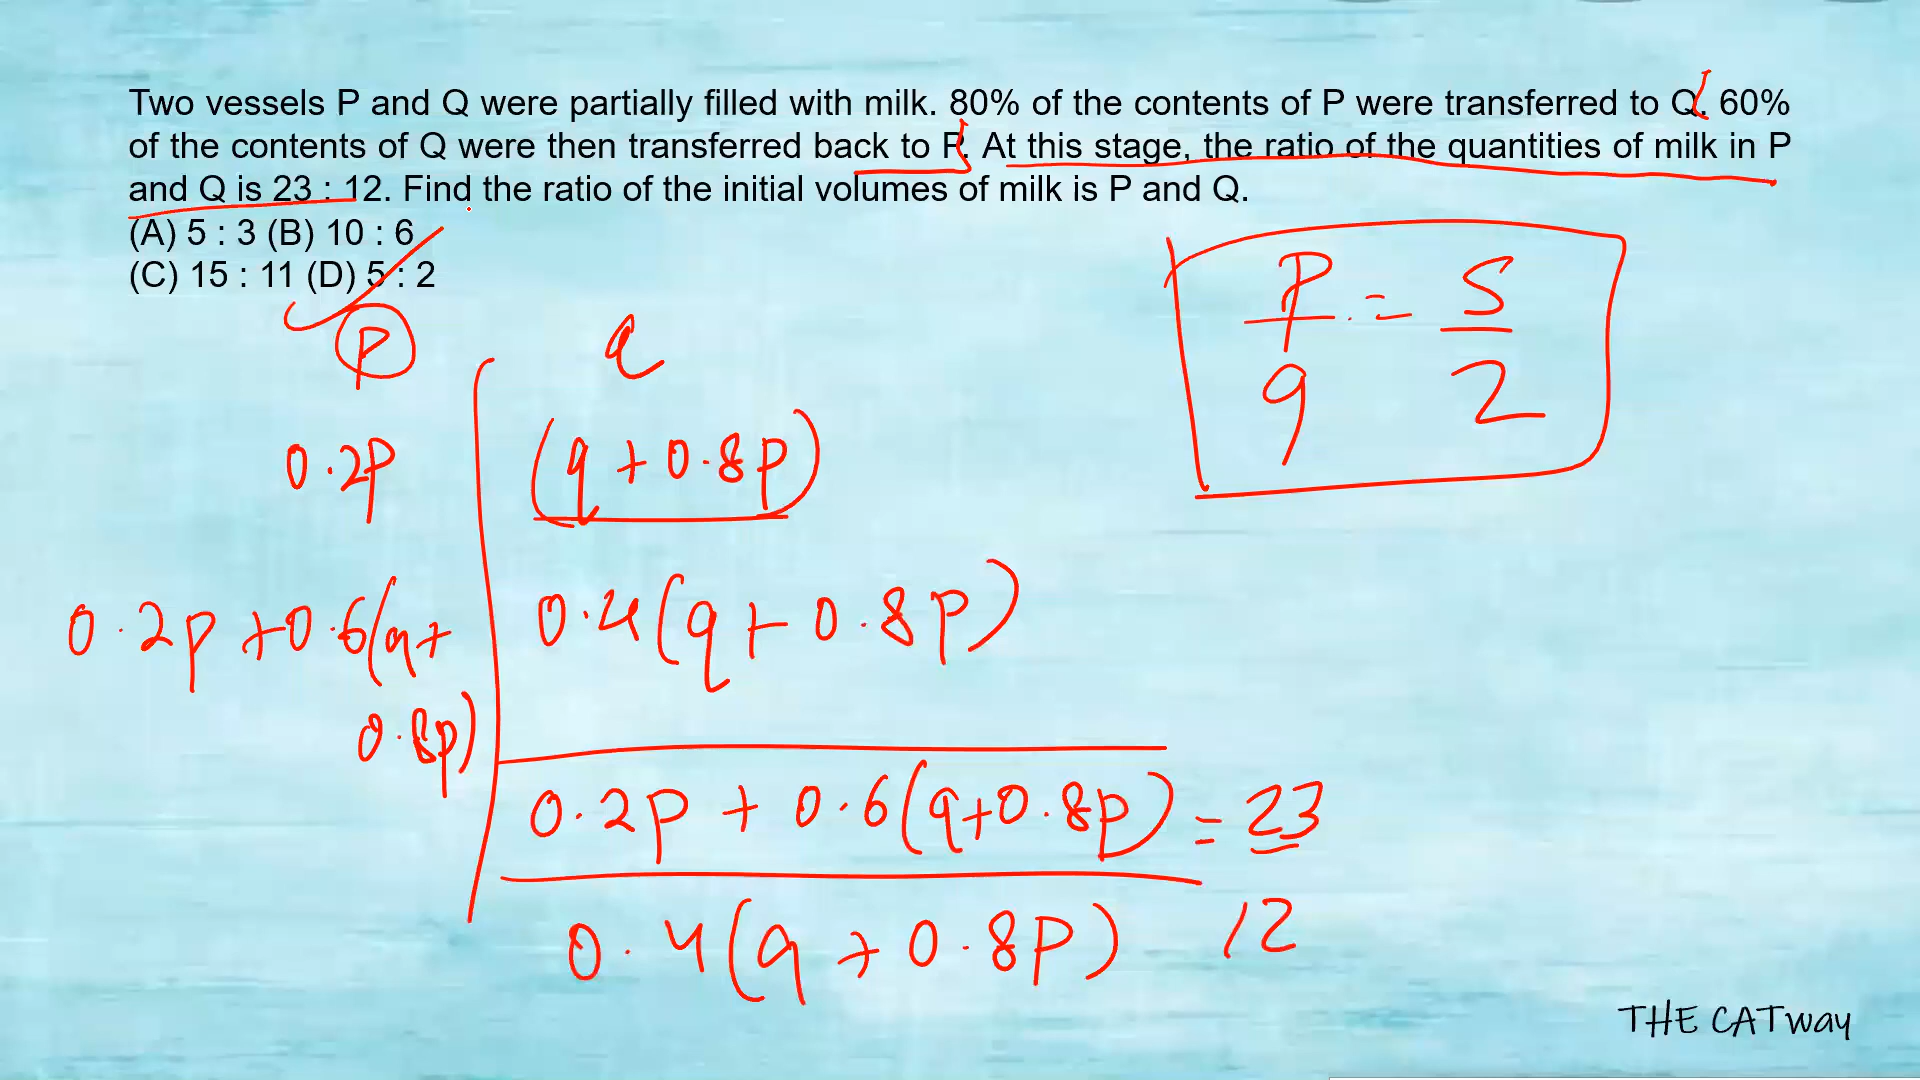 Two vessels P and Q were partially filled with milk. 80% of the contents of P were transferred to Q. 60%
of the contents of Q were then transferred back to P. At this stage, the ratio of the quantities of milk in P
and Q is 23 : 12. Find the ratio of the initial volumes of milk is P and Q.
(A) 5 : 3 (B) 10 : 6
(C) 15 : 11 (D) 5 : 2
P q
0.2p (q + 0.8p)
0.2p + 0.6(q + 0.4(q + 0.8p)
0.8p)
0.2p + 0.6(q + 0.8p) = 23
0.4(q + 0.8p) 12
P = 5
q 2
THE CATway